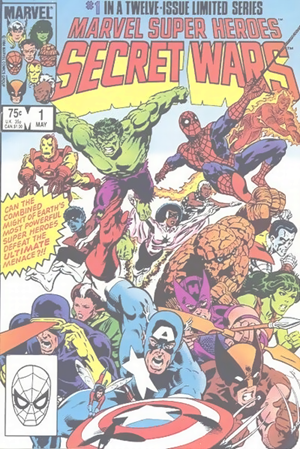 MARVEL
#1 IN A TWELVE-ISSUE LIMITED SERIES
MARVEL SUPER HEROES
SECRET WARS
75¢
1
MAY
CAN THE
COMBINED
MIGHT OF EARTH'S
MOST POWERFUL
SUPER HEROES
DEFEAT THE
ULTIMATE
MENACE?!!